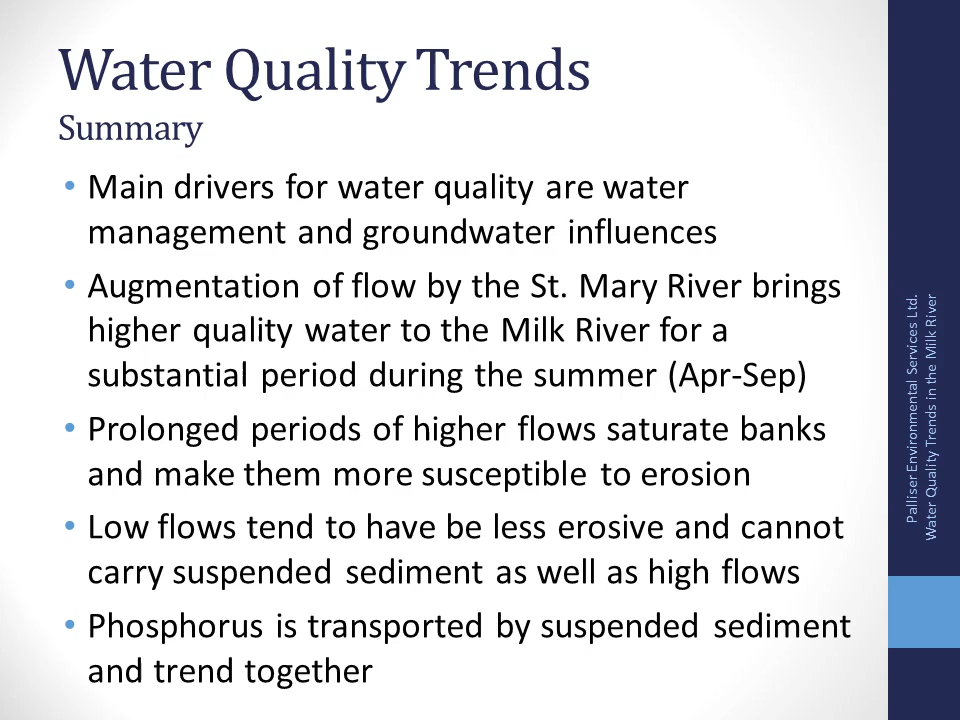 Water Quality Trends
Summary
• Main drivers for water quality are water
management and groundwater influences
• Augmentation of flow by the St. Mary River brings
higher quality water to the Milk River for a
substantial period during the summer (Apr-Sep)
• Prolonged periods of higher flows saturate banks
and make them more susceptible to erosion
• Low flows tend to have be less erosive and cannot
carry suspended sediment as well as high flows
• Phosphorus is transported by suspended sediment
and trend together
Palliser Environmental Services Ltd.
Water Quality Trends in the Milk River